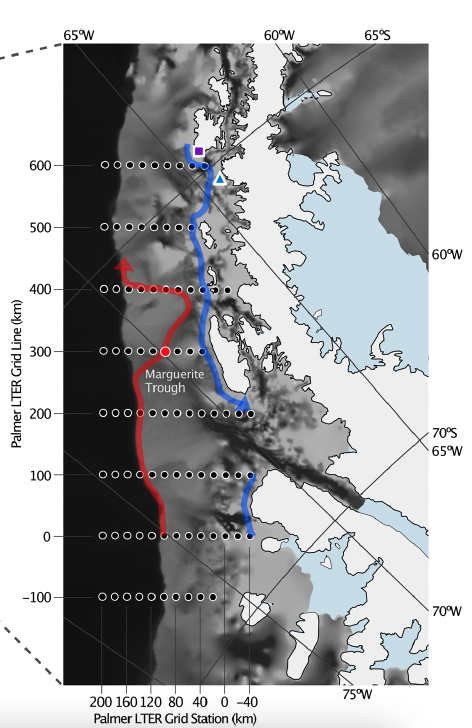 65°W
60°W
65°S
600
500
400
300
200
100
0
−100
Palmer LTER Grid Line (km)
Marguerite
Trough
60°W
70°S
65°W
70°W
75°W
200 160 120 80 40 0 −40
Palmer LTER Grid Station (km)